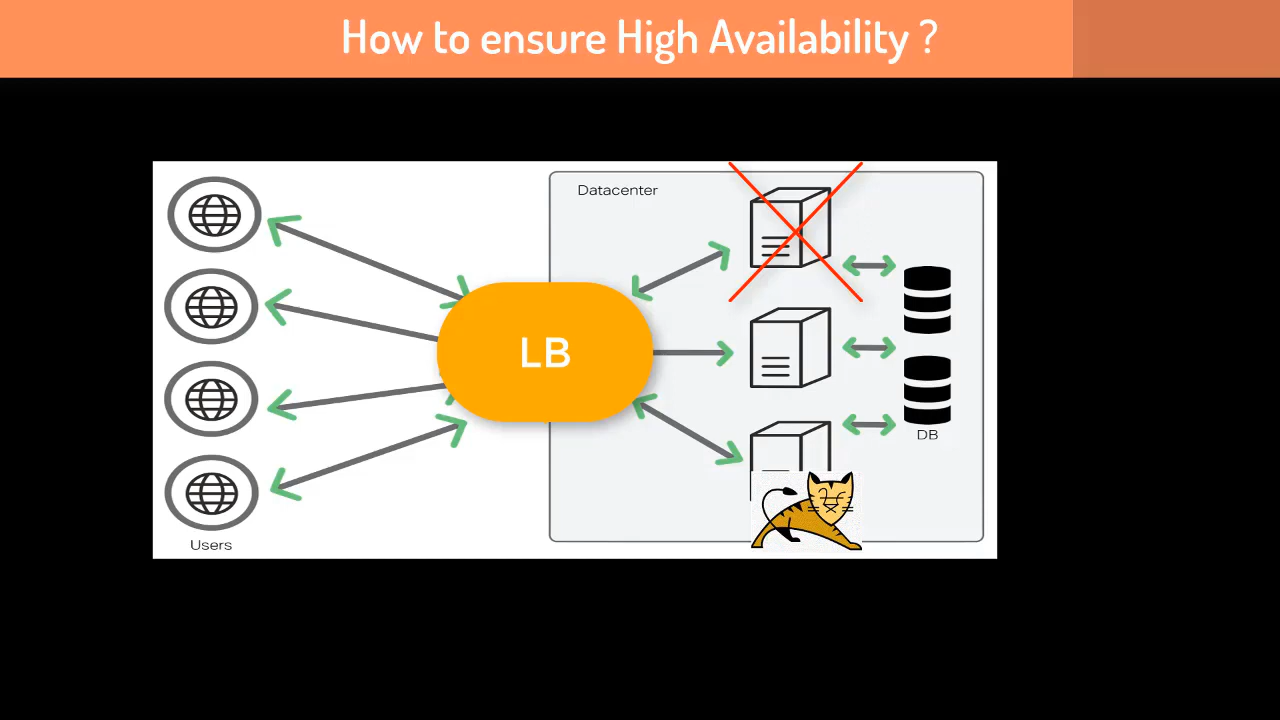 How to ensure High Availability ?
Datacenter
LB
DB
Users